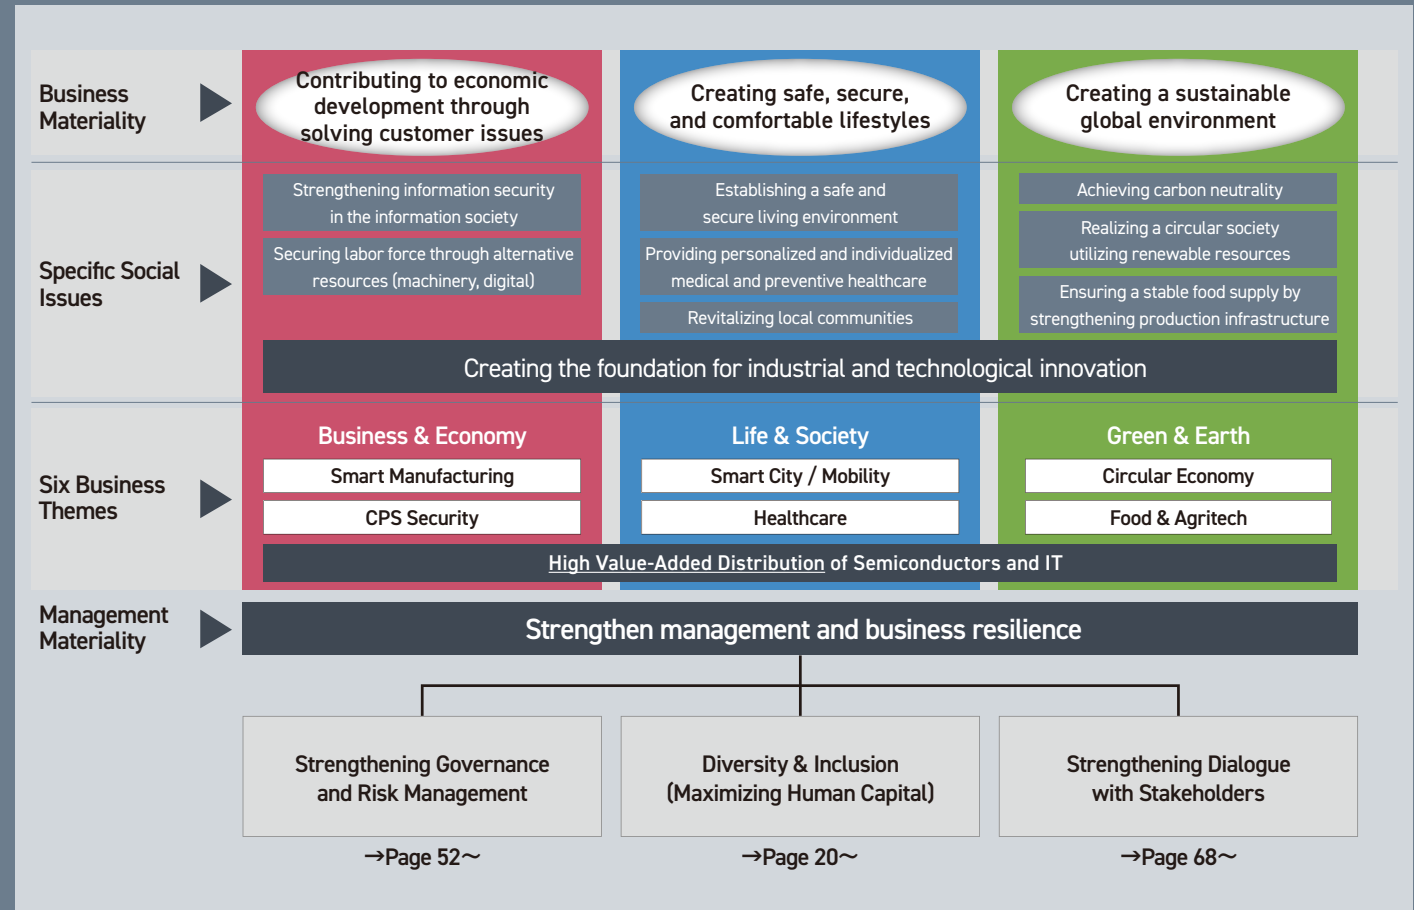 Business
Materiality
Contributing to economic
development through
solving customer issues
Creating safe, secure,
and comfortable lifestyles
Creating a sustainable
global environment
Specific Social
Issues
Strengthening information security
in the information society
Securing labor force through alternative
resources (machinery, digital)
Establishing a safe and
secure living environment
Providing personalized and individualized
medical and preventive healthcare
Revitalizing local communities
Achieving carbon neutrality
Realizing a circular society
utilizing renewable resources
Ensuring a stable food supply by
strengthening production infrastructure
Creating the foundation for industrial and technological innovation
Six Business
Themes
Business & Economy
Smart Manufacturing
CPS Security
Life & Society
Smart City / Mobility
Healthcare
Green & Earth
Circular Economy
Food & Agritech
High Value-Added Distribution of Semiconductors and IT
Management
Materiality
Strengthen management and business resilience
Strengthening Governance
and Risk Management
→Page 52～
Diversity & Inclusion
(Maximizing Human Capital)
→Page 20～
Strengthening Dialogue
with Stakeholders
→Page 68～